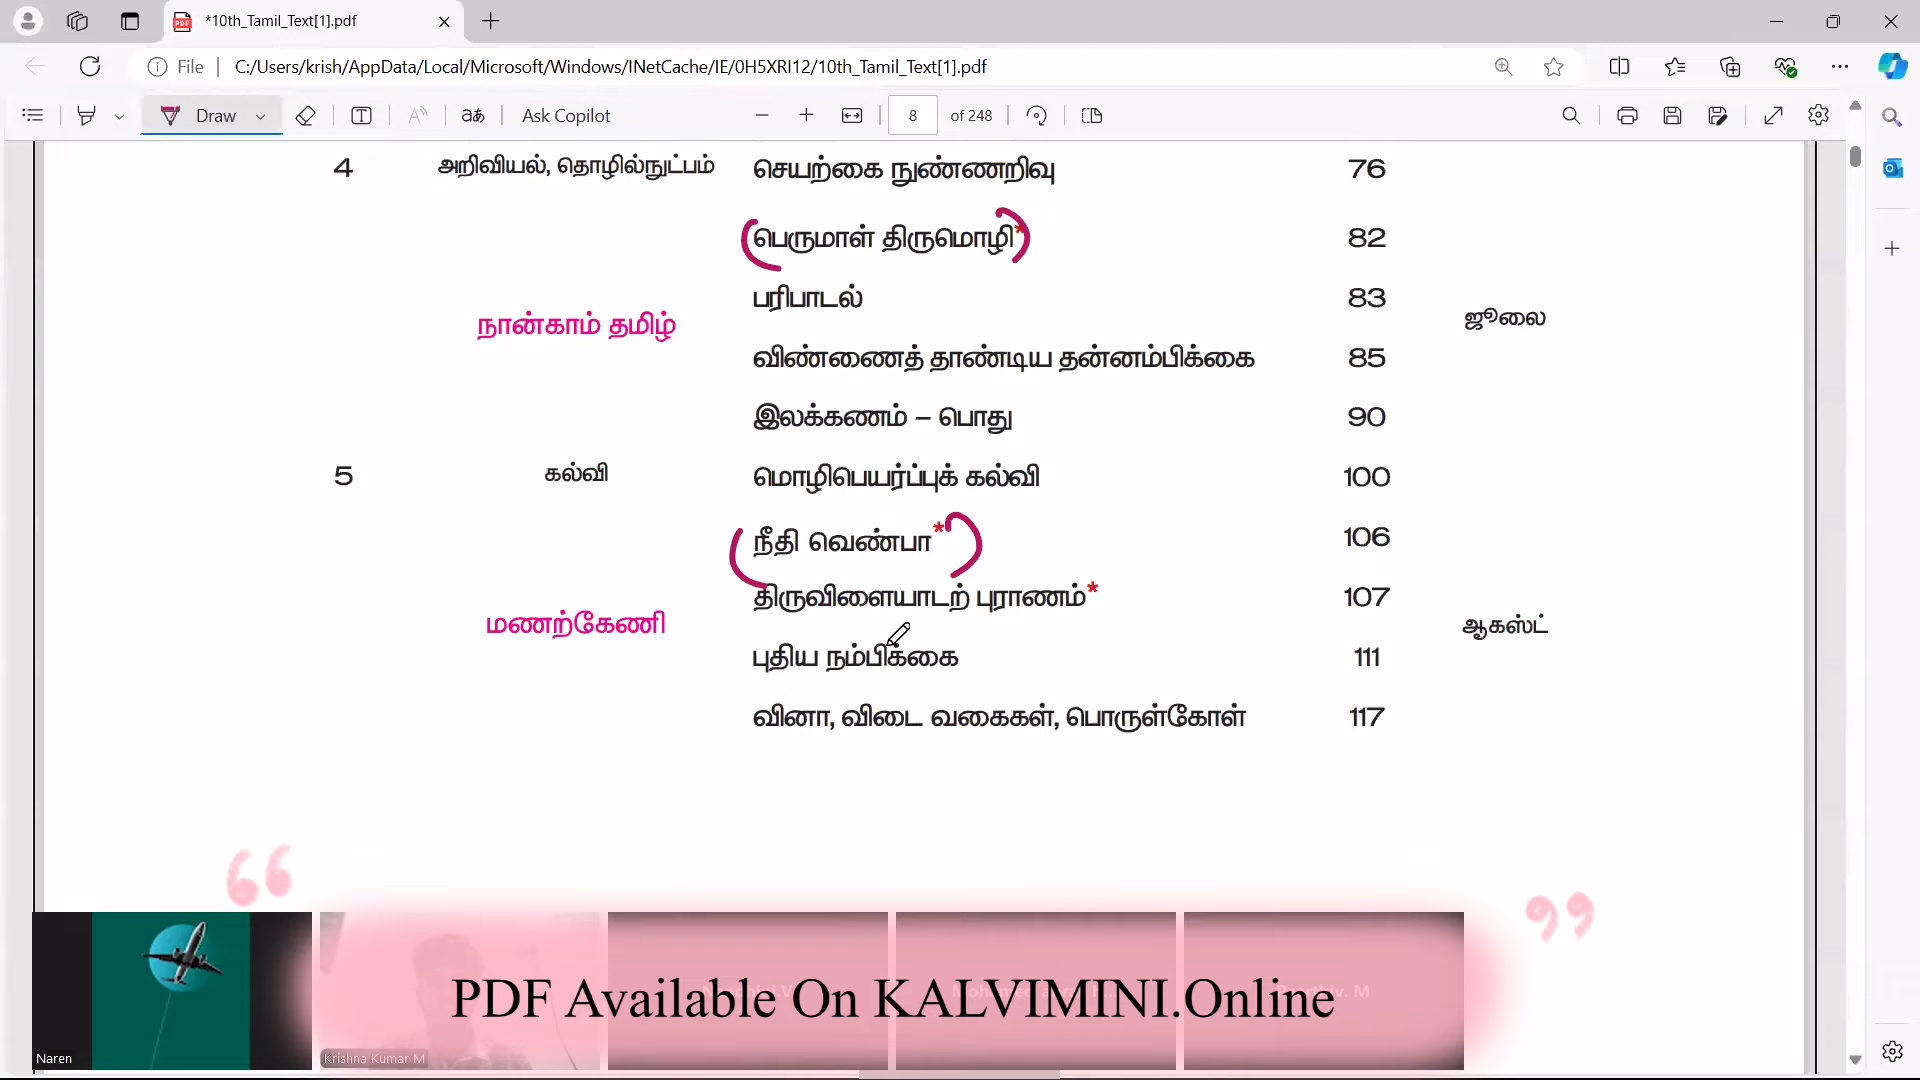 *10th_Tamil_Text[1].pdf
File | C:/Users/krish/AppData/Local/Microsoft/Windows/INetCache/IE/0H5XRI12/10th_Tamil_Text[1].pdf
Draw T aあ Ask Copilot 8 of 248
4 அறிவியல், தொழில்நுட்பம் செயற்கை நுண்ணறிவு 76
பெருமாள் திருமொழி* 82
பரிபாடல் 83
நான்காம் தமிழ் ஜூலை
விண்ணைத் தாண்டிய தன்னம்பிக்கை 85
இலக்கணம் – பொது 90
5 கல்வி மொழிபெயர்ப்புக் கல்வி 100
நீதி வெண்பா* 106
திருவிளையாடற் புராணம்* 107
மணற்கேணி ஆகஸ்ட்
புதிய நம்பிக்கை 111
வினா, விடை வகைகள், பொருள்கோள் 117
“ ”
PDF Available On KALVIMINI.Online
Naren Krishna Kumar M